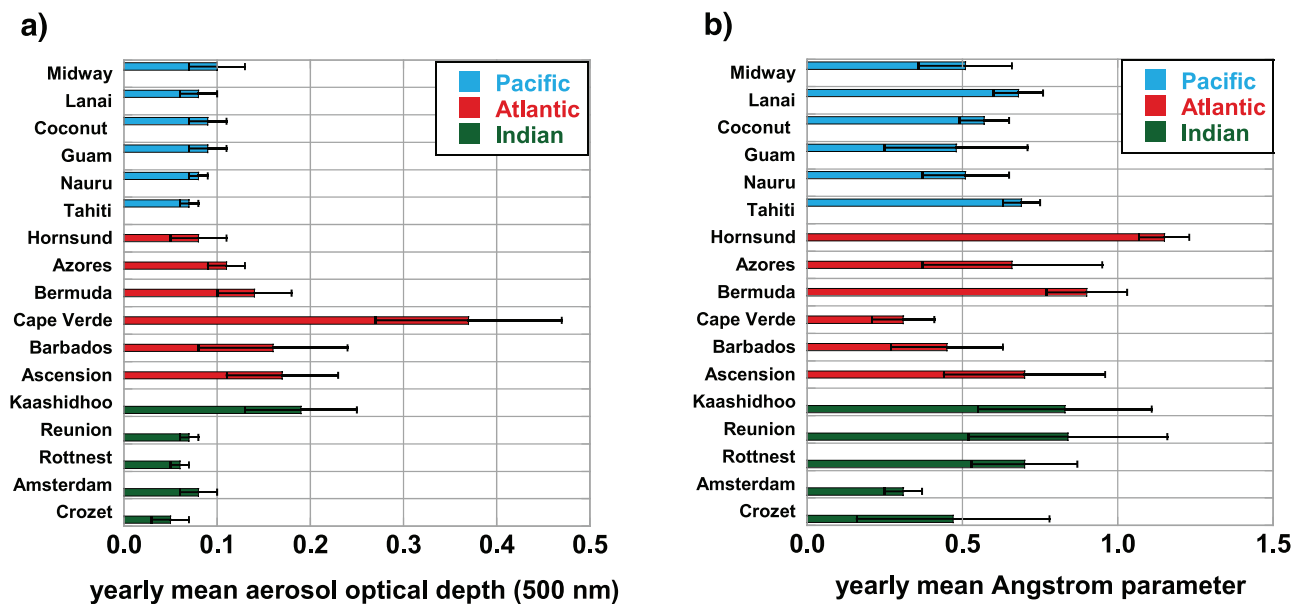 a)
Midway
Lanai
Coconut
Guam
Nauru
Tahiti
Hornsund
Azores
Bermuda
Cape Verde
Barbados
Ascension
Kaashidhoo
Reunion
Rottnest
Amsterdam
Crozet
Pacific
Atlantic
Indian
0.0 0.1 0.2 0.3 0.4 0.5
yearly mean aerosol optical depth (500 nm)
b)
Midway
Lanai
Coconut
Guam
Nauru
Tahiti
Hornsund
Azores
Bermuda
Cape Verde
Barbados
Ascension
Kaashidhoo
Reunion
Rottnest
Amsterdam
Crozet
Pacific
Atlantic
Indian
0.0 0.5 1.0 1.5
yearly mean Angstrom parameter